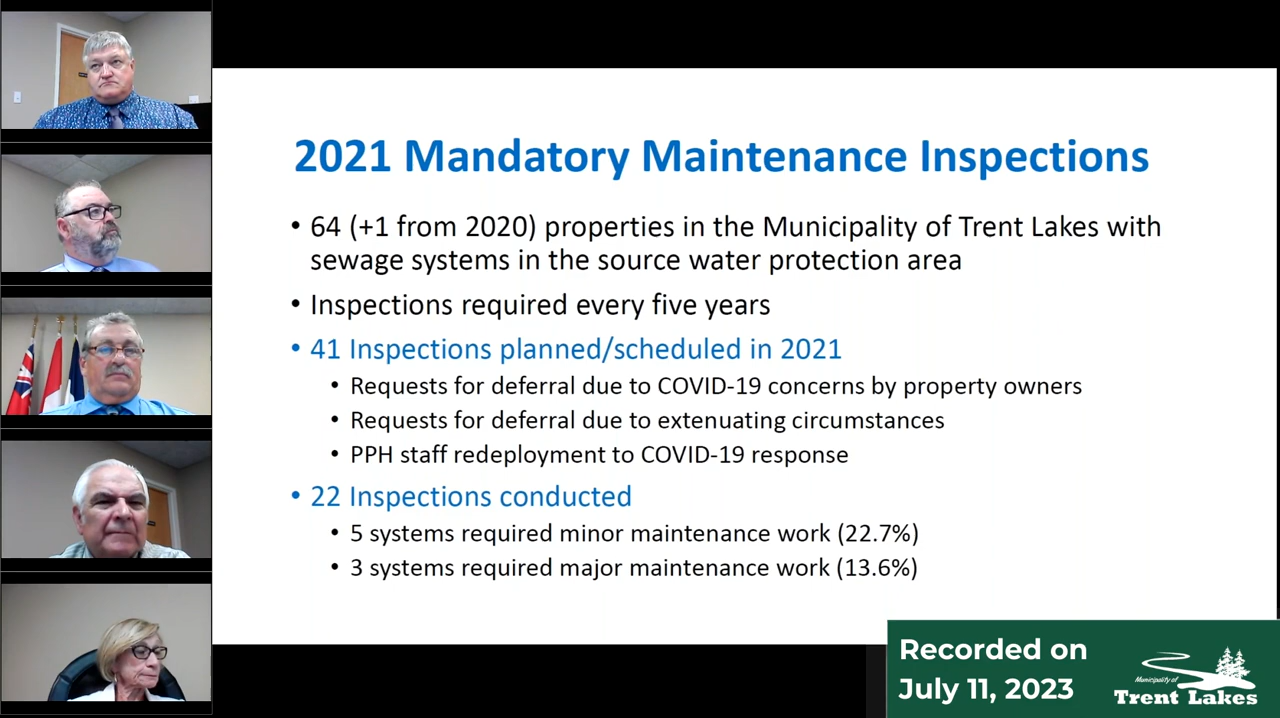 2021 Mandatory Maintenance Inspections
• 64 (+1 from 2020) properties in the Municipality of Trent Lakes with
sewage systems in the source water protection area
• Inspections required every five years
• 41 Inspections planned/scheduled in 2021
• Requests for deferral due to COVID-19 concerns by property owners
• Requests for deferral due to extenuating circumstances
• PPH staff redeployment to COVID-19 response
• 22 Inspections conducted
• 5 systems required minor maintenance work (22.7%)
• 3 systems required major maintenance work (13.6%)
Recorded on
July 11, 2023
Municipality of
Trent Lakes